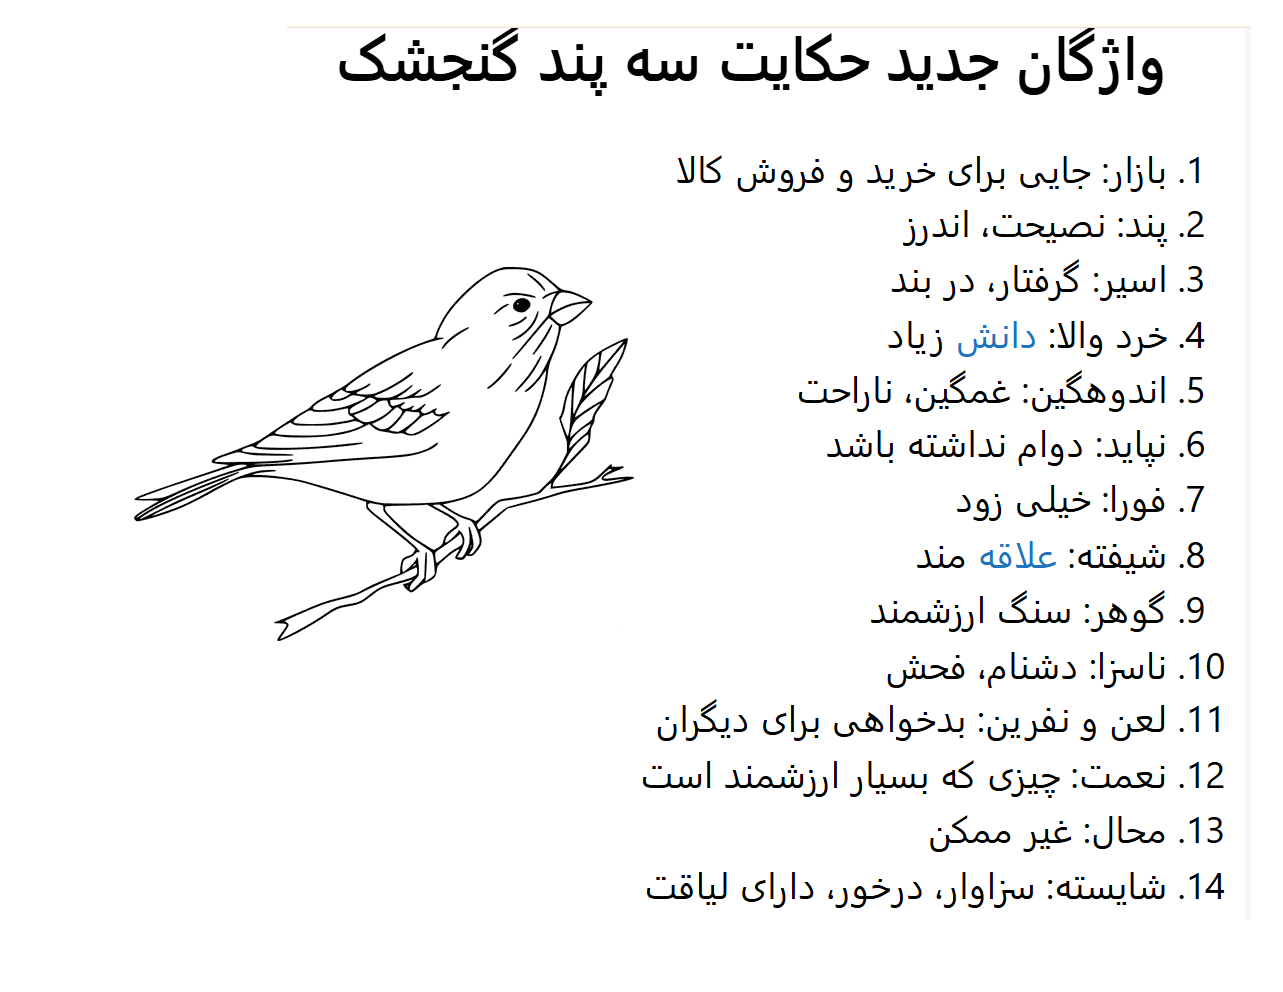 واژگان جدید حکایت سه پند گنجشک
1. بازار: جایی برای خرید و فروش کالا
2. پند: نصیحت، اندرز
3. اسیر: گرفتار، در بند
4. خرد والا: دانش زیاد
5. اندوهگین: غمگین، ناراحت
6. نپاید: دوام نداشته باشد
7. فورا: خیلی زود
8. شیفته: علاقه مند
9. گوهر: سنگ ارزشمند
10. ناسزا: دشنام، فحش
11. لعن و نفرین: بدخواهی برای دیگران
12. نعمت: چیزی که بسیار ارزشمند است
13. محال: غیر ممکن
14. شایسته: سزاوار، درخور، دارای لیاقت